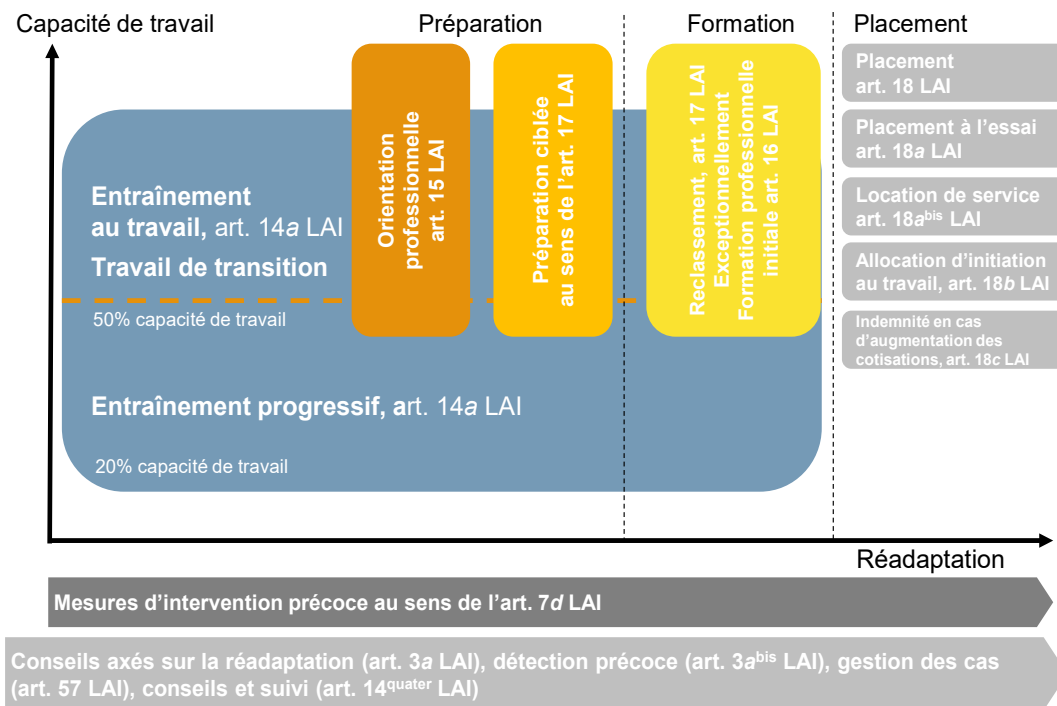 Capacité de travail
Préparation
Formation
Placement
Orientation
professionnelle
art. 15 LAI
Préparation ciblée
au sens de l’art. 17 LAI
Reclassement, art. 17 LAI
Exceptionnellement
Formation professionnelle
initiale art. 16 LAI
Placement
art. 18 LAI
Placement à l’essai
art. 18a LAI
Location de service
art. 18abis LAI
Allocation d’initiation
au travail, art. 18b LAI
Indemnité en cas
d’augmentation des
cotisations, art. 18c LAI
Entraînement
au travail, art. 14a LAI
Travail de transition
50% capacité de travail
Entraînement progressif, art. 14a LAI
20% capacité de travail
Réadaptation
Mesures d’intervention précoce au sens de l’art. 7d LAI
Conseils axés sur la réadaptation (art. 3a LAI), détection précoce (art. 3abis LAI), gestion des cas
(art. 57 LAI), conseils et suivi (art. 14quater LAI)